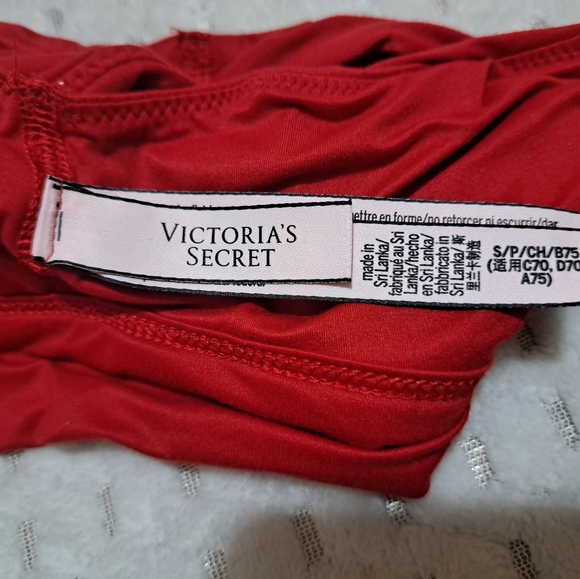 VICTORIA'S
SECRET
ettre en forme/no retorcer ni escurrir/dar
made in
Sri Lanka/
fabriqué au Sri
Lanka/hecho
en Sri Lanka/
fabricato in
Sri Lanka/斯
里兰卡制造
S/P/CH/B75
(适用C70, D70
A75)